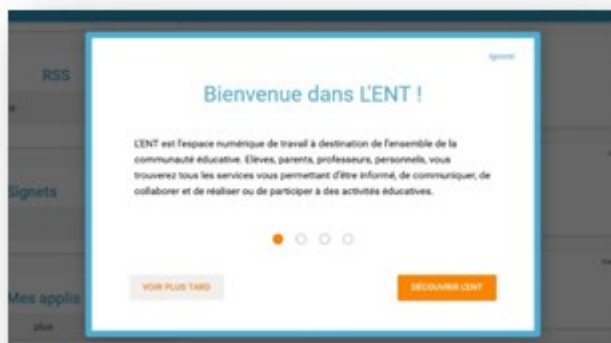 Ignorer
RSS
Bienvenue dans L'ENT !
L'ENT est l'espace numérique de travail à destination de l'ensemble de la
communauté éducative. Elèves, parents, professeurs, personnels, vous
trouverez tous les services vous permettant d'être informé, de communiquer, de
collaborer et de réaliser ou de participer à des activités éducatives.
Signets
VOIR PLUS TARD
DÉCOUVRIR L'ENT
Mes applis
plus